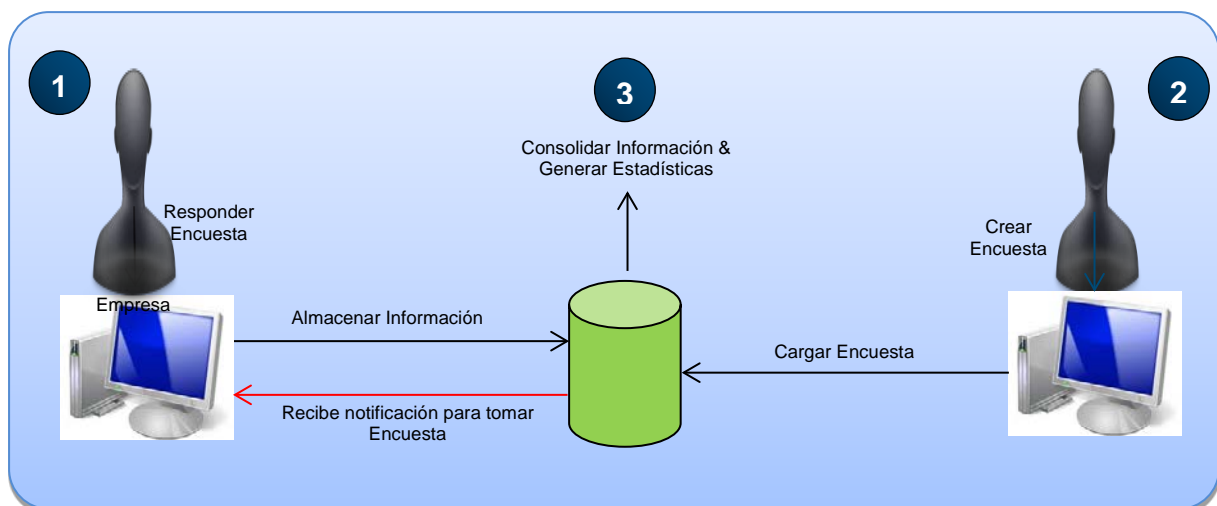 1
3
2
Consolidar Información &
Generar Estadísticas
Responder
Encuesta
Crear
Encuesta
Empresa
Almacenar Información
Cargar Encuesta
Recibe notificación para tomar
Encuesta